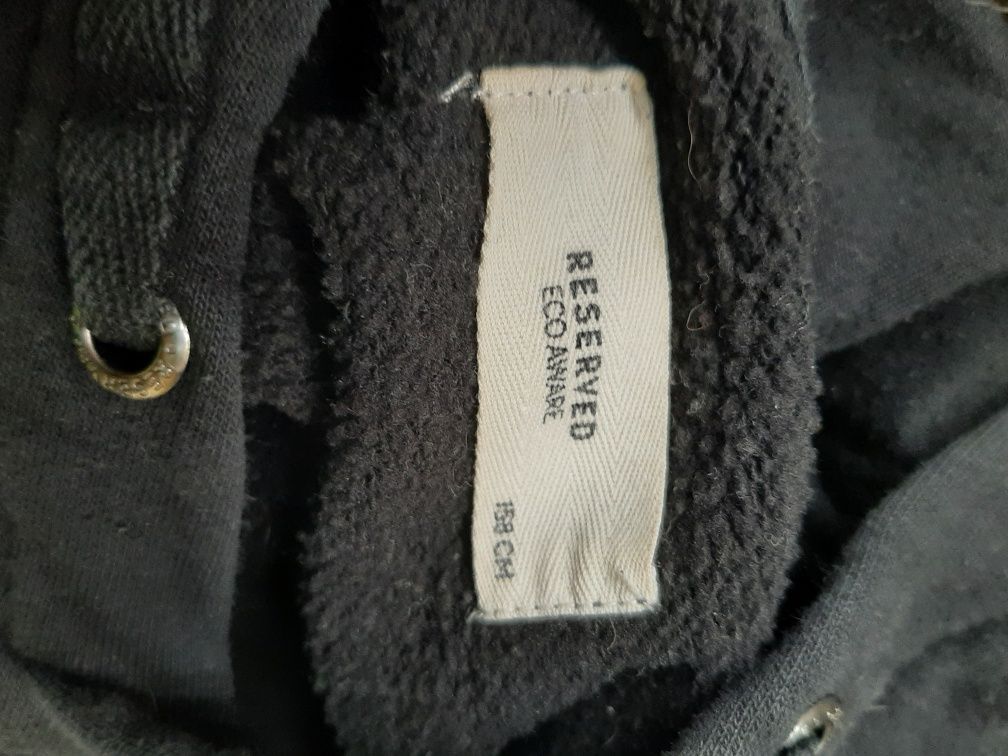 RESERVED
ECO AWARE
158 CM